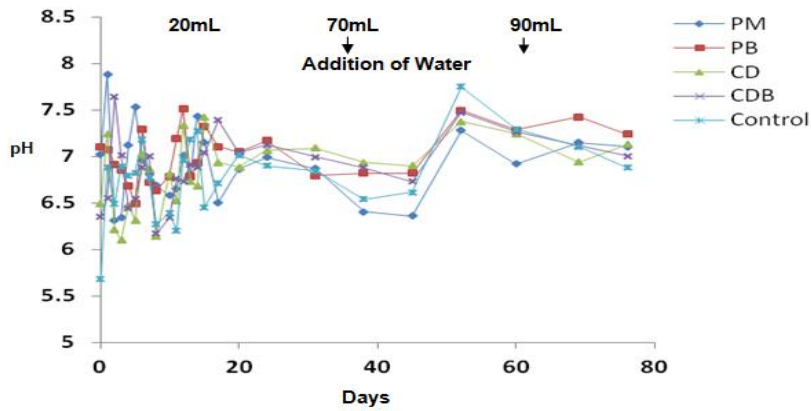 20mL 70mL 90mL
Addition of Water
pH
8.5
8
7.5
7
6.5
6
5.5
5
0 20 40 60 80
Days
PM
PB
CD
CDB
Control